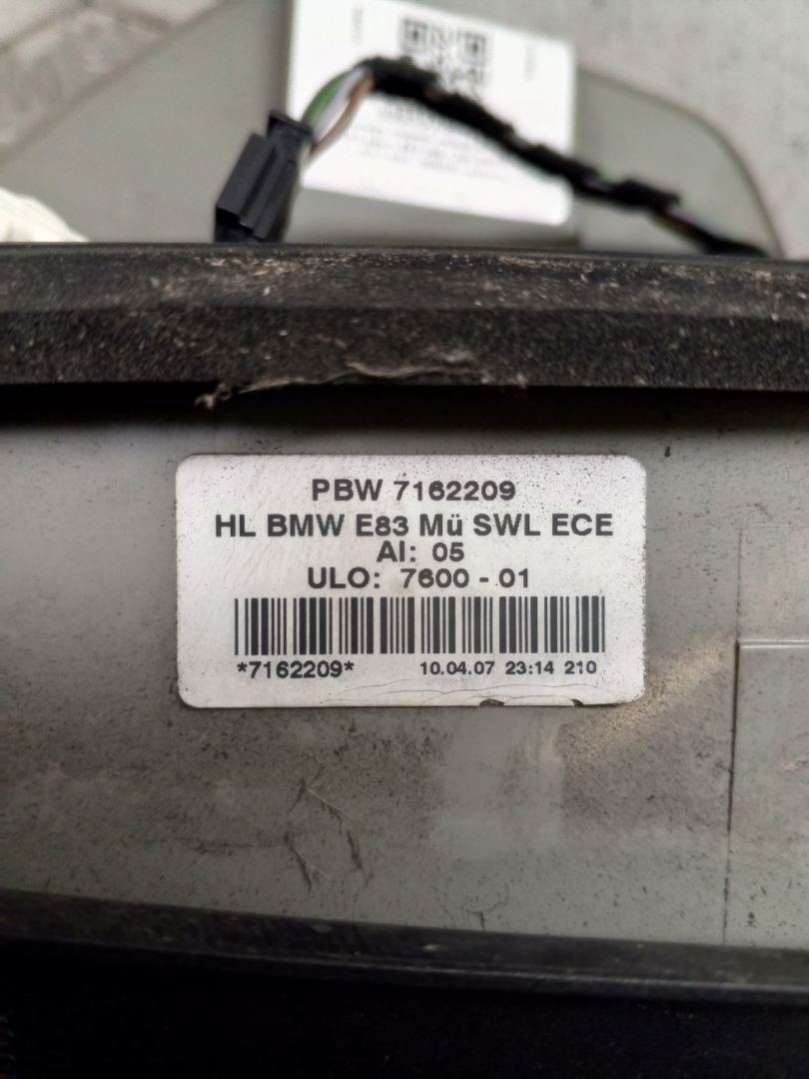 PBW 7162209
HL BMW E83 Mü SWL ECE
AI: 05
ULO: 7600 - 01
*7162209* 10.04.07 23:14 210